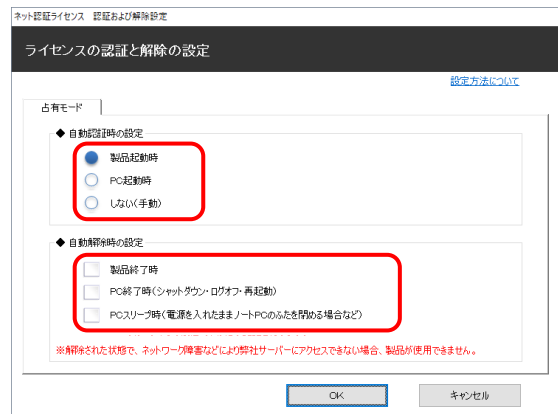 ネット認証ライセンス　認証および解除設定
ライセンスの認証と解除の設定
設定方法について
占有モード
◆ 自動認証時の設定
製品起動時
PC起動時
しない(手動)
◆ 自動解除時の設定
製品終了時
PC終了時(シャットダウン・ログオフ・再起動)
PCスリープ時(電源を入れたままノートPCのふたを閉める場合など)
※解除された状態で、ネットワーク障害などにより弊社サーバーにアクセスできない場合、製品が使用できません。
OK
キャンセル